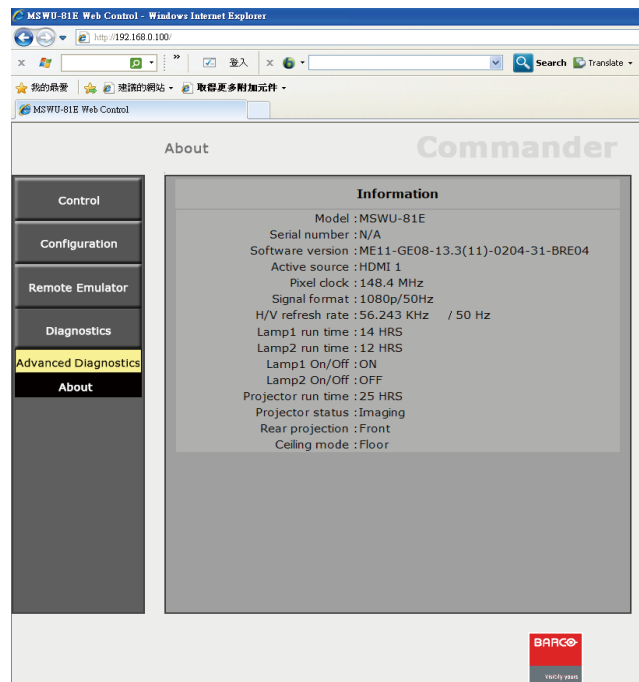 MSWU-81E Web Control - Windows Internet Explorer
http://192.168.0.100/
x » 登入 x Search Translate
我的最愛 建議的網站 取得更多附加元件
MSWU-81E Web Control
About Commander
Control
Configuration
Remote Emulator
Diagnostics
Advanced Diagnostics
About
Information
Model :MSWU-81E
Serial number :N/A
Software version :ME11-GE08-13.3(11)-0204-31-BRE04
Active source :HDMI 1
Pixel clock :148.4 MHz
Signal format :1080p/50Hz
H/V refresh rate :56.243 KHz / 50 Hz
Lamp1 run time :14 HRS
Lamp2 run time :12 HRS
Lamp1 On/Off :ON
Lamp2 On/Off :OFF
Projector run time :25 HRS
Projector status :Imaging
Rear projection :Front
Ceiling mode :Floor
BARCO
Visibly yours